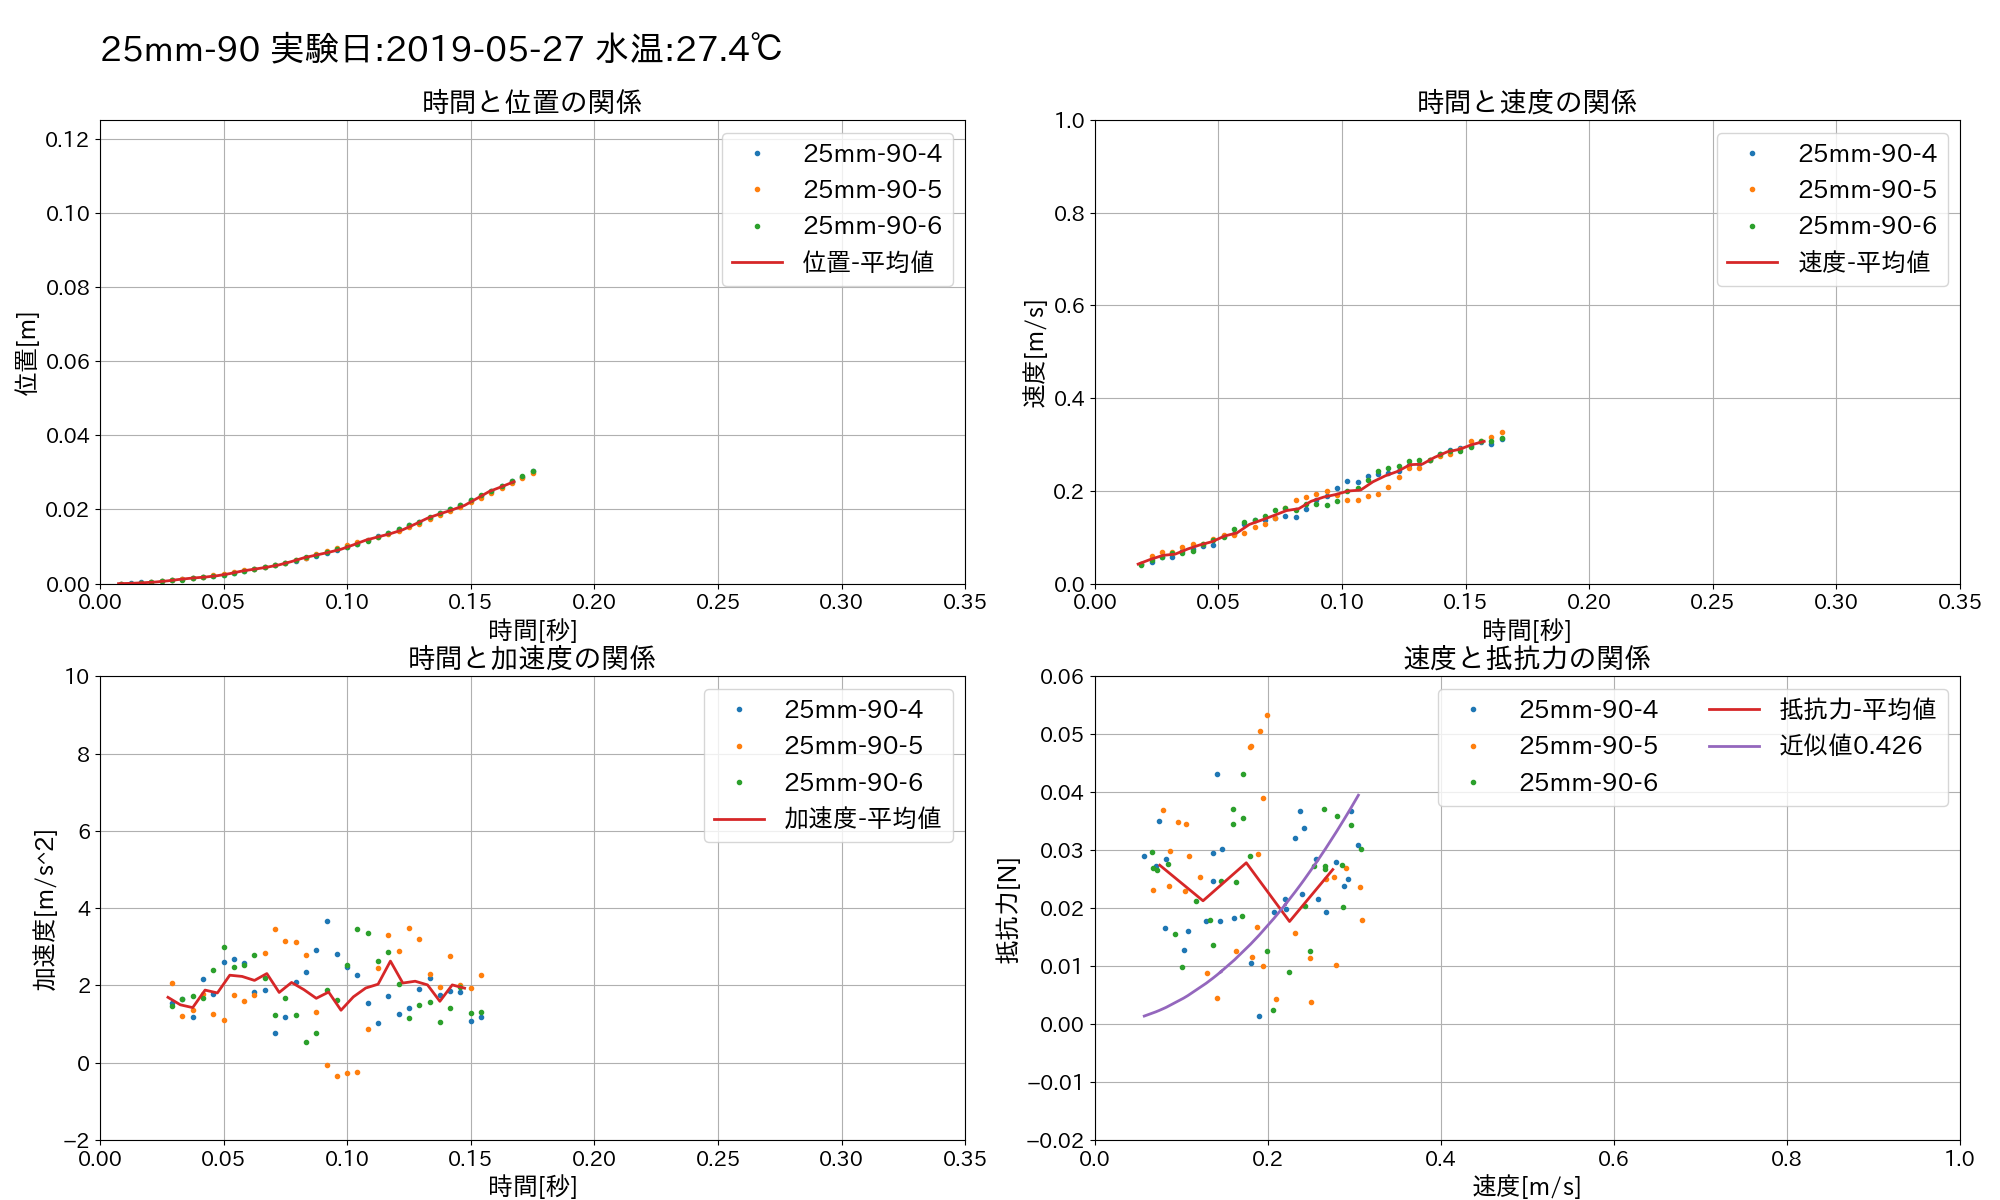 25mm-90 実験日:2019-05-27 水温:27.4℃
時間と位置の関係
0.12
0.10
0.08
0.06
0.04
0.02
0.00
位置[m]
0.00 0.05 0.10 0.15 0.20 0.25 0.30 0.35
時間[秒]
25mm-90-4
25mm-90-5
25mm-90-6
位置-平均値
時間と速度の関係
1.0
0.8
0.6
0.4
0.2
0.0
速度[m/s]
0.00 0.05 0.10 0.15 0.20 0.25 0.30 0.35
時間[秒]
25mm-90-4
25mm-90-5
25mm-90-6
速度-平均値
時間と加速度の関係
10
8
6
4
2
0
−2
加速度[m/s^2]
0.00 0.05 0.10 0.15 0.20 0.25 0.30 0.35
時間[秒]
25mm-90-4
25mm-90-5
25mm-90-6
加速度-平均値
速度と抵抗力の関係
0.06
0.05
0.04
0.03
0.02
0.01
0.00
−0.01
−0.02
抵抗力[N]
0.0 0.2 0.4 0.6 0.8 1.0
速度[m/s]
25mm-90-4
25mm-90-5
25mm-90-6
抵抗力-平均値
近似値0.426